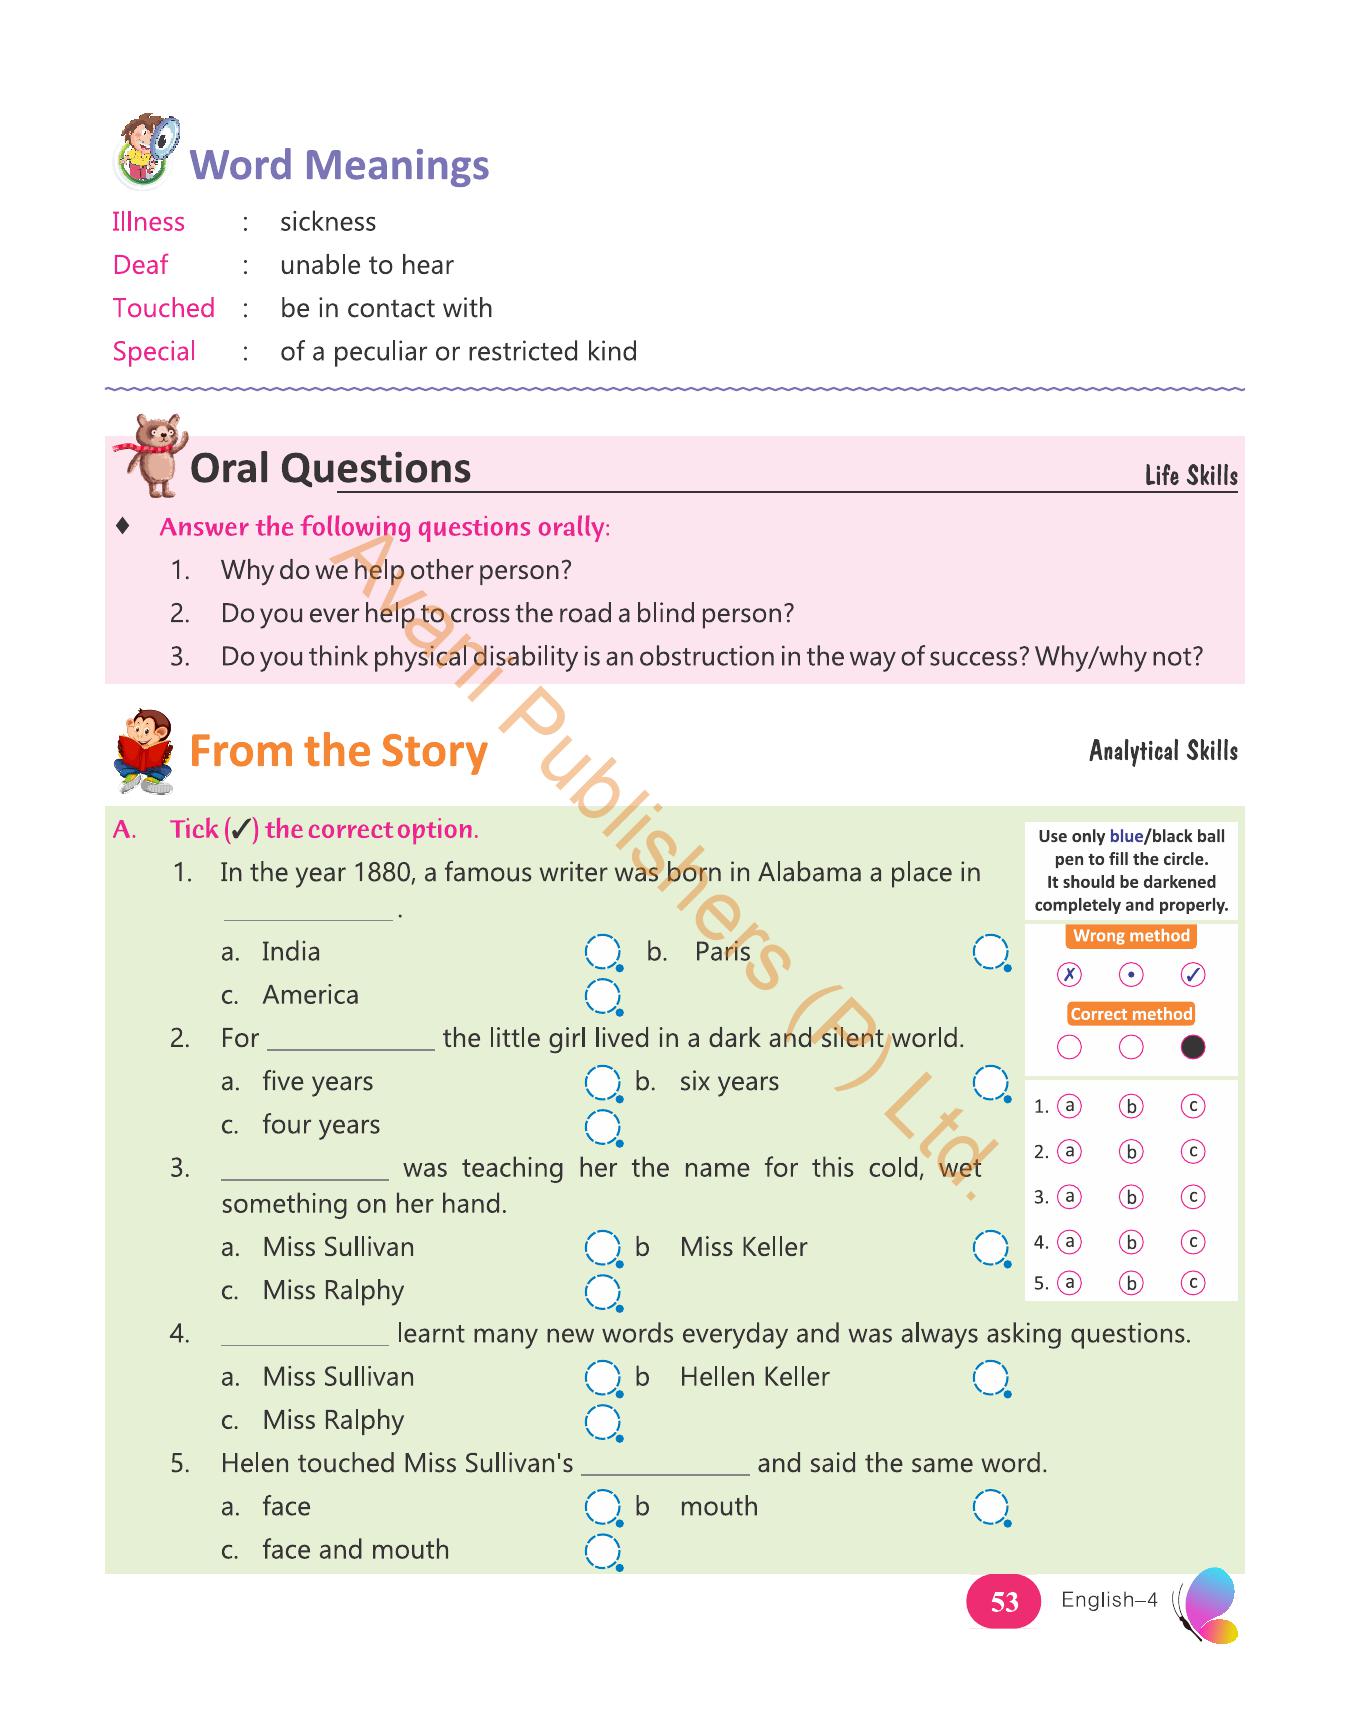 Word Meanings
Illness : sickness
Deaf : unable to hear
Touched : be in contact with
Special : of a peculiar or restricted kind
Oral Questions
Life Skills
♦ Answer the following questions orally:
1. Why do we help other person?
2. Do you ever help to cross the road a blind person?
3. Do you think physical disability is an obstruction in the way of success? Why/why not?
From the Story
Analytical Skills
A. Tick (✓) the correct option.
1. In the year 1880, a famous writer was born in Alabama a place in
____________ .
a. India b. Paris
c. America
2. For ____________ the little girl lived in a dark and silent world.
a. five years b. six years
c. four years
3. ____________ was teaching her the name for this cold, wet
something on her hand.
a. Miss Sullivan b Miss Keller
c. Miss Ralphy
4. ____________ learnt many new words everyday and was always asking questions.
a. Miss Sullivan b Hellen Keller
c. Miss Ralphy
5. Helen touched Miss Sullivan's ____________ and said the same word.
a. face b mouth
c. face and mouth
Use only blue/black ball
pen to fill the circle.
It should be darkened
completely and properly.
Wrong method
✗ • ✓
Correct method
1. a b c
2. a b c
3. a b c
4. a b c
5. a b c
Avani Publishers (P) Ltd.
53 English–4